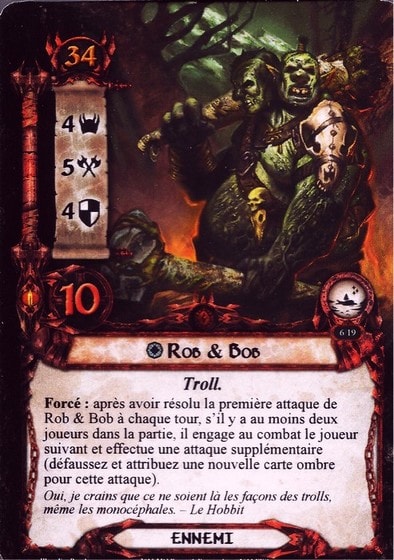 34
4
5
4
10
6-19
Rob & Bob
Troll.
Forcé : après avoir résolu la première attaque de
Rob & Bob à chaque tour, s'il y a au moins deux
joueurs dans la partie, il engage au combat le joueur
suivant et effectue une attaque supplémentaire
(défaussez et attribuez une nouvelle carte ombre
pour cette attaque).
Oui, je crains que ce ne soient là les façons des trolls,
même les monocéphales. – Le Hobbit
ENNEMI